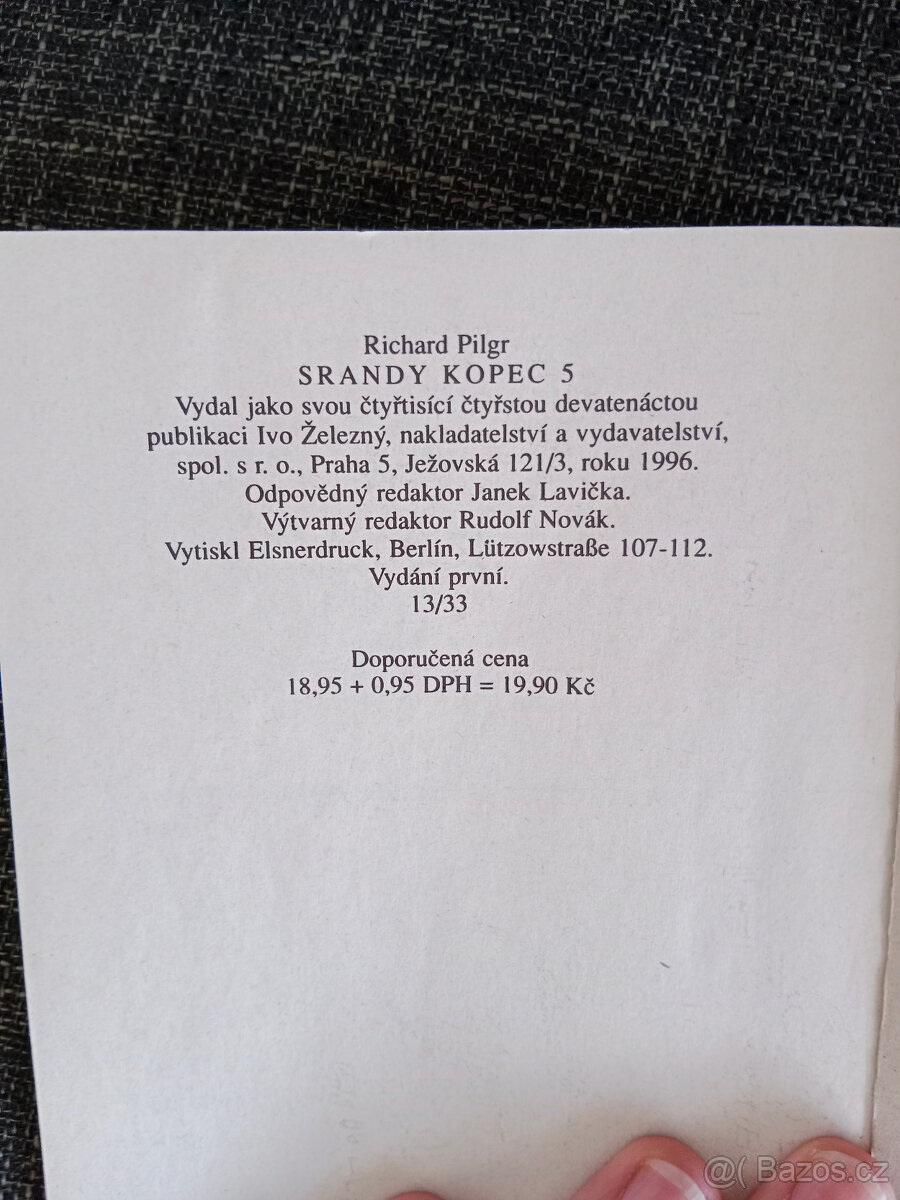 Richard Pilgr
SRANDY KOPEC 5
Vydal jako svou čtyřtisící čtyřstou devatenáctou
publikaci Ivo Železný, nakladatelství a vydavatelství,
spol. s r. o., Praha 5, Ježovská 121/3, roku 1996.
Odpovědný redaktor Janek Lavička.
Výtvarný redaktor Rudolf Novák.
Vytiskl Elsnerdruck, Berlín, Lützowstraße 107-112.
Vydání první.
13/33
Doporučená cena
18,95 + 0,95 DPH = 19,90 Kč
@( Bazos.cz